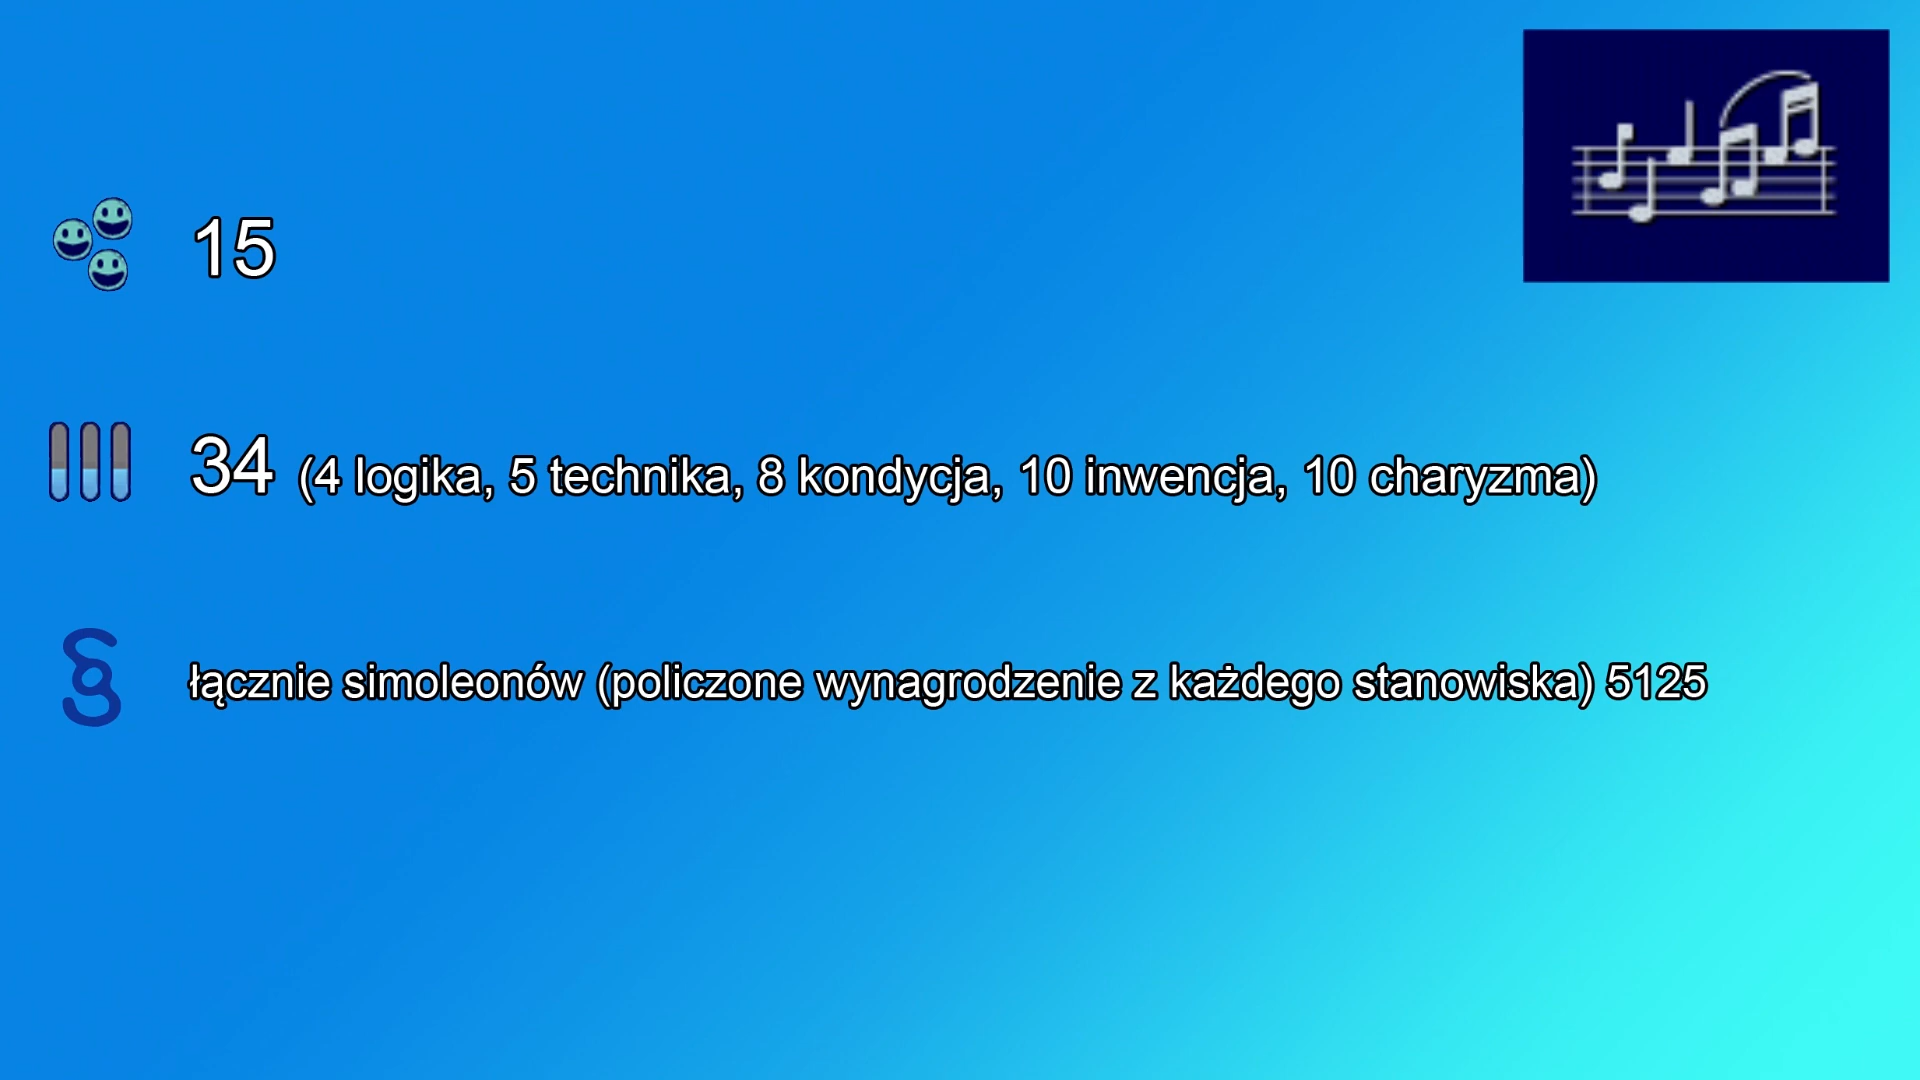 15
34 (4 logika, 5 technika, 8 kondycja, 10 inwencja, 10 charyzma)
łącznie simoleonów (policzone wynagrodzenie z każdego stanowiska) 5125